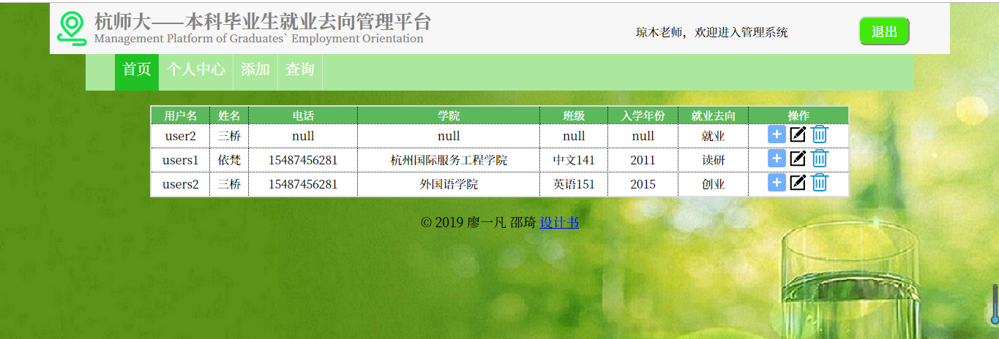 杭师大——本科毕业生就业去向管理平台
Management Platform of Graduates` Employment Orientation
琼木老师，欢迎进入管理系统
退出
首页 个人中心 添加 查询
用户名 姓名 电话 学院 班级 入学年份 就业去向 操作
user2 三桥 null null null null 就业
users1 依梵 15487456281 杭州国际服务工程学院 中文141 2011 读研
users2 三桥 15487456281 外国语学院 英语151 2015 创业
© 2019 廖一凡 邵琦 设计书